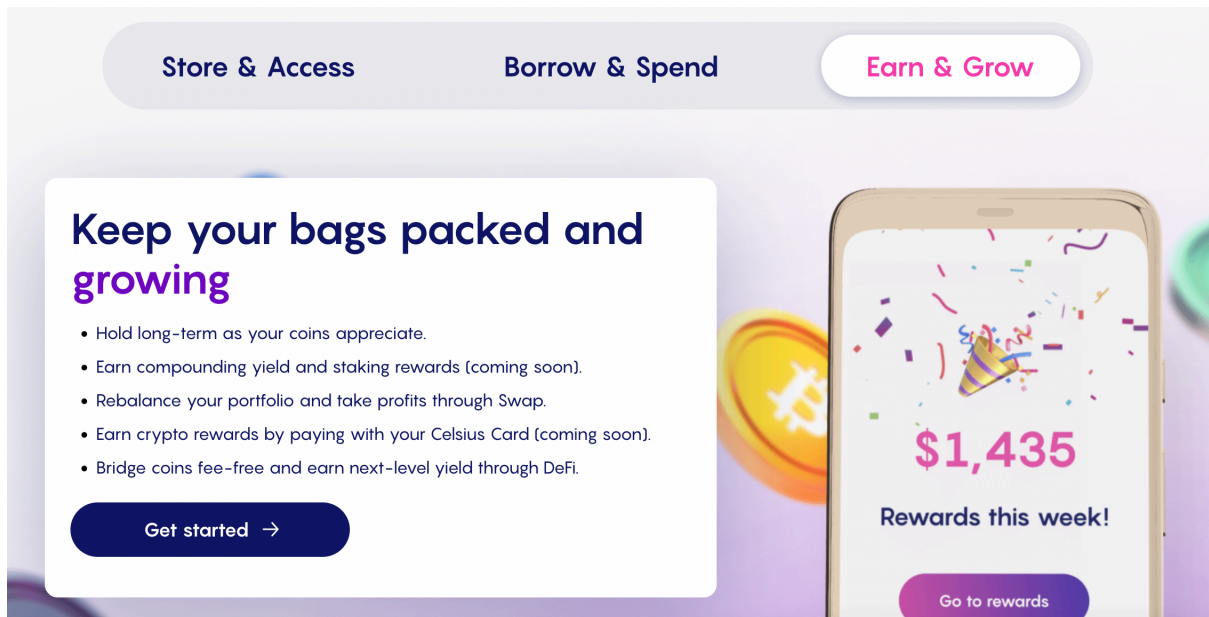 Store & Access
Borrow & Spend
Earn & Grow
Keep your bags packed and
growing
Hold long-term as your coins appreciate.
Earn compounding yield and staking rewards (coming soon).
Rebalance your portfolio and take profits through Swap.
Earn crypto rewards by paying with your Celsius Card (coming soon).
Bridge coins fee-free and earn next-level yield through DeFi.
Get started →
$1,435
Rewards this week!
Go to rewards